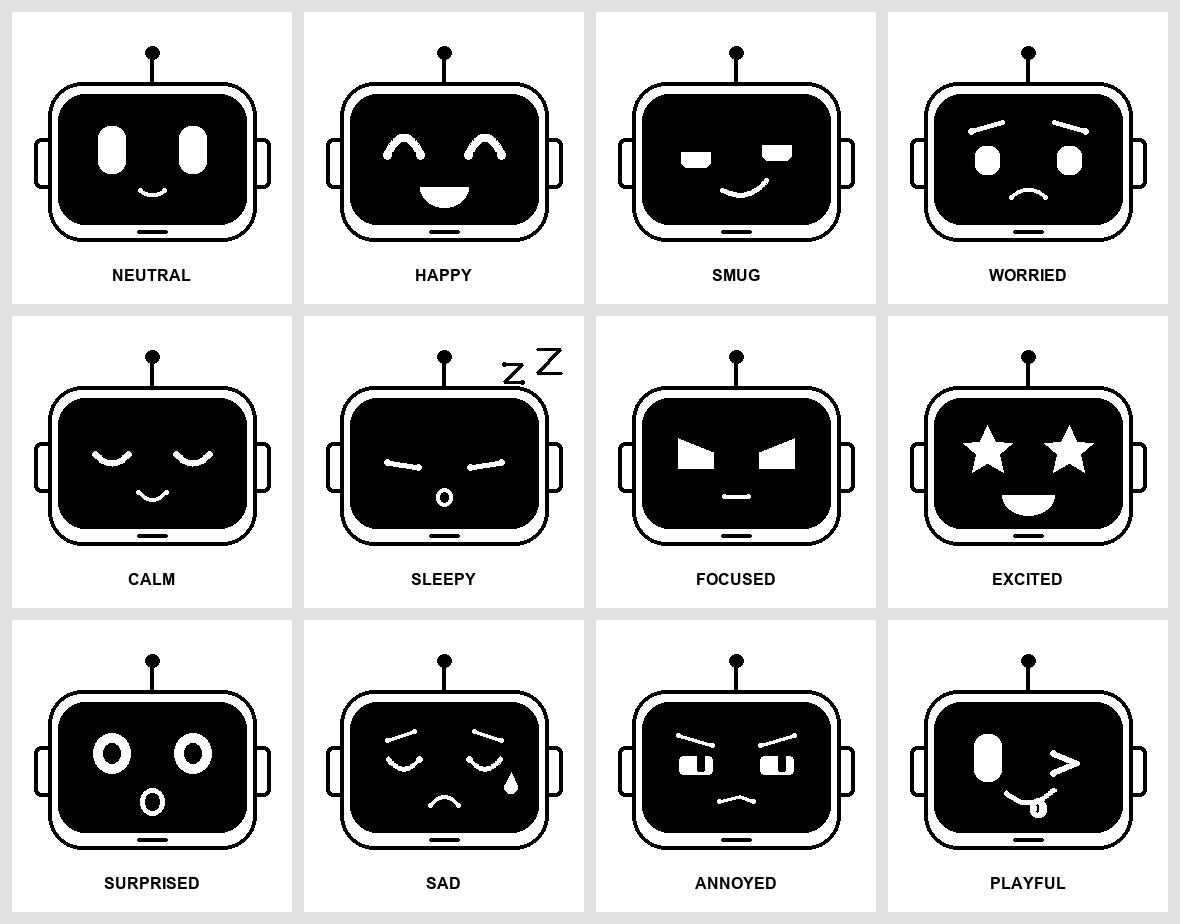 NEUTRAL
HAPPY
SMUG
WORRIED
z Z
CALM
SLEEPY
FOCUSED
EXCITED
SURPRISED
SAD
ANNOYED
PLAYFUL